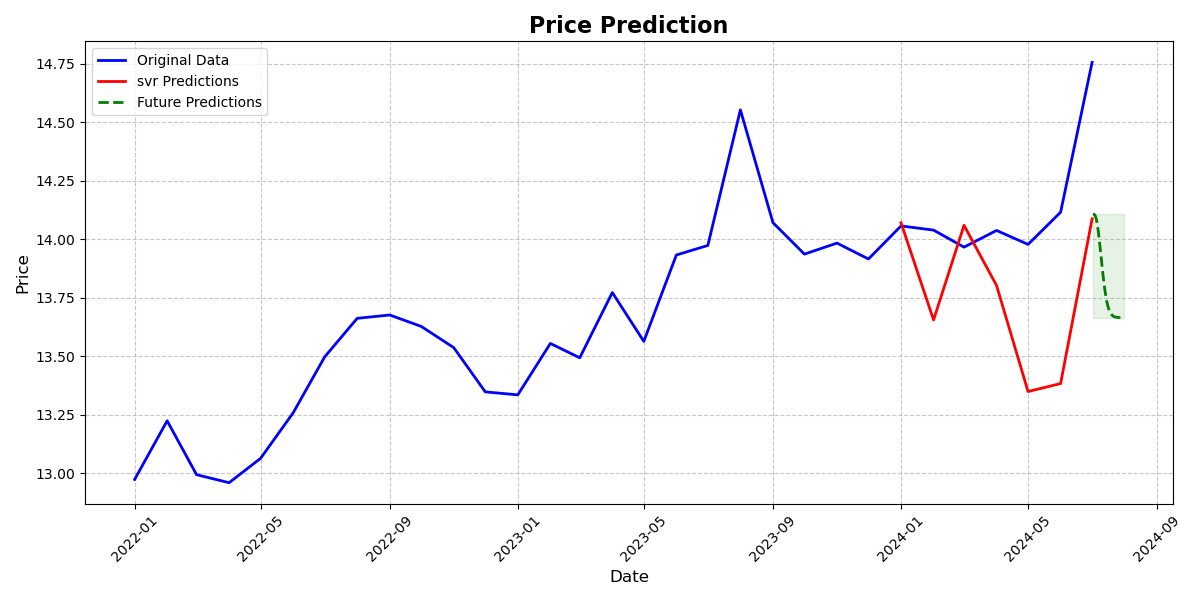 Price Prediction
Original Data
svr Predictions
Future Predictions
14.75
14.50
14.25
14.00
13.75
13.50
13.25
13.00
Price
2022-01
2022-05
2022-09
2023-01
2023-05
2023-09
2024-01
2024-05
2024-09
Date